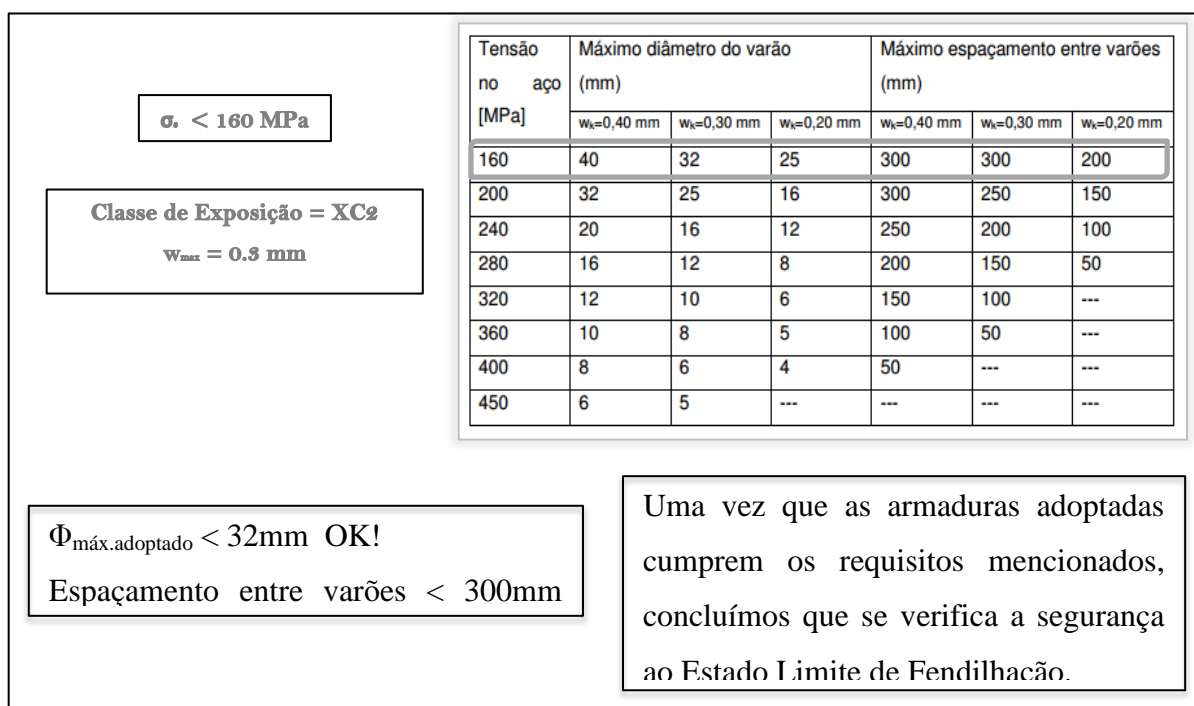 σs < 160 MPa
Classe de Exposição = XC2
wmax = 0.3 mm
Tensão no aço [MPa] Máximo diâmetro do varão (mm) Máximo espaçamento entre varões (mm)
wk=0,40 mm wk=0,30 mm wk=0,20 mm wk=0,40 mm wk=0,30 mm wk=0,20 mm
160 40 32 25 300 300 200
200 32 25 16 300 250 150
240 20 16 12 250 200 100
280 16 12 8 200 150 50
320 12 10 6 150 100 ---
360 10 8 5 100 50 ---
400 8 6 4 50 --- ---
450 6 5 --- --- --- ---
Φmáx.adoptado < 32mm OK!
Espaçamento entre varões < 300mm
Uma vez que as armaduras adoptadas
cumprem os requisitos mencionados,
concluímos que se verifica a segurança
ao Estado Limite de Fendilhação.